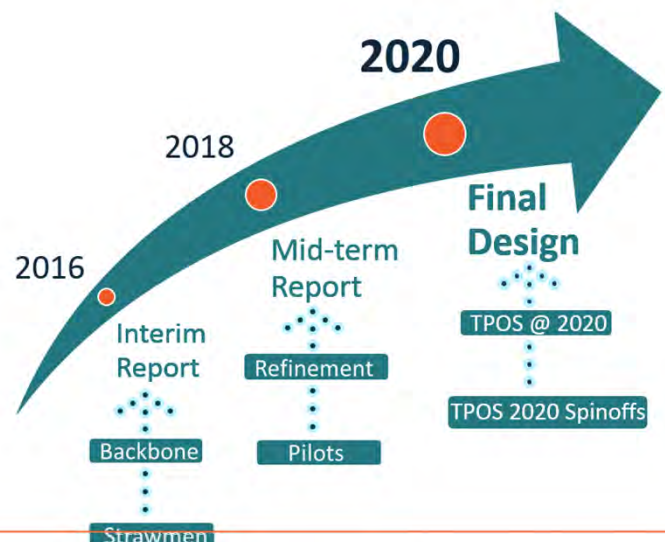 2020
2018
2016
Final
Design
Mid-term
Report
Interim
Report
TPOS @ 2020
Refinement
TPOS 2020 Spinoffs
Backbone
Pilots
Strawmen